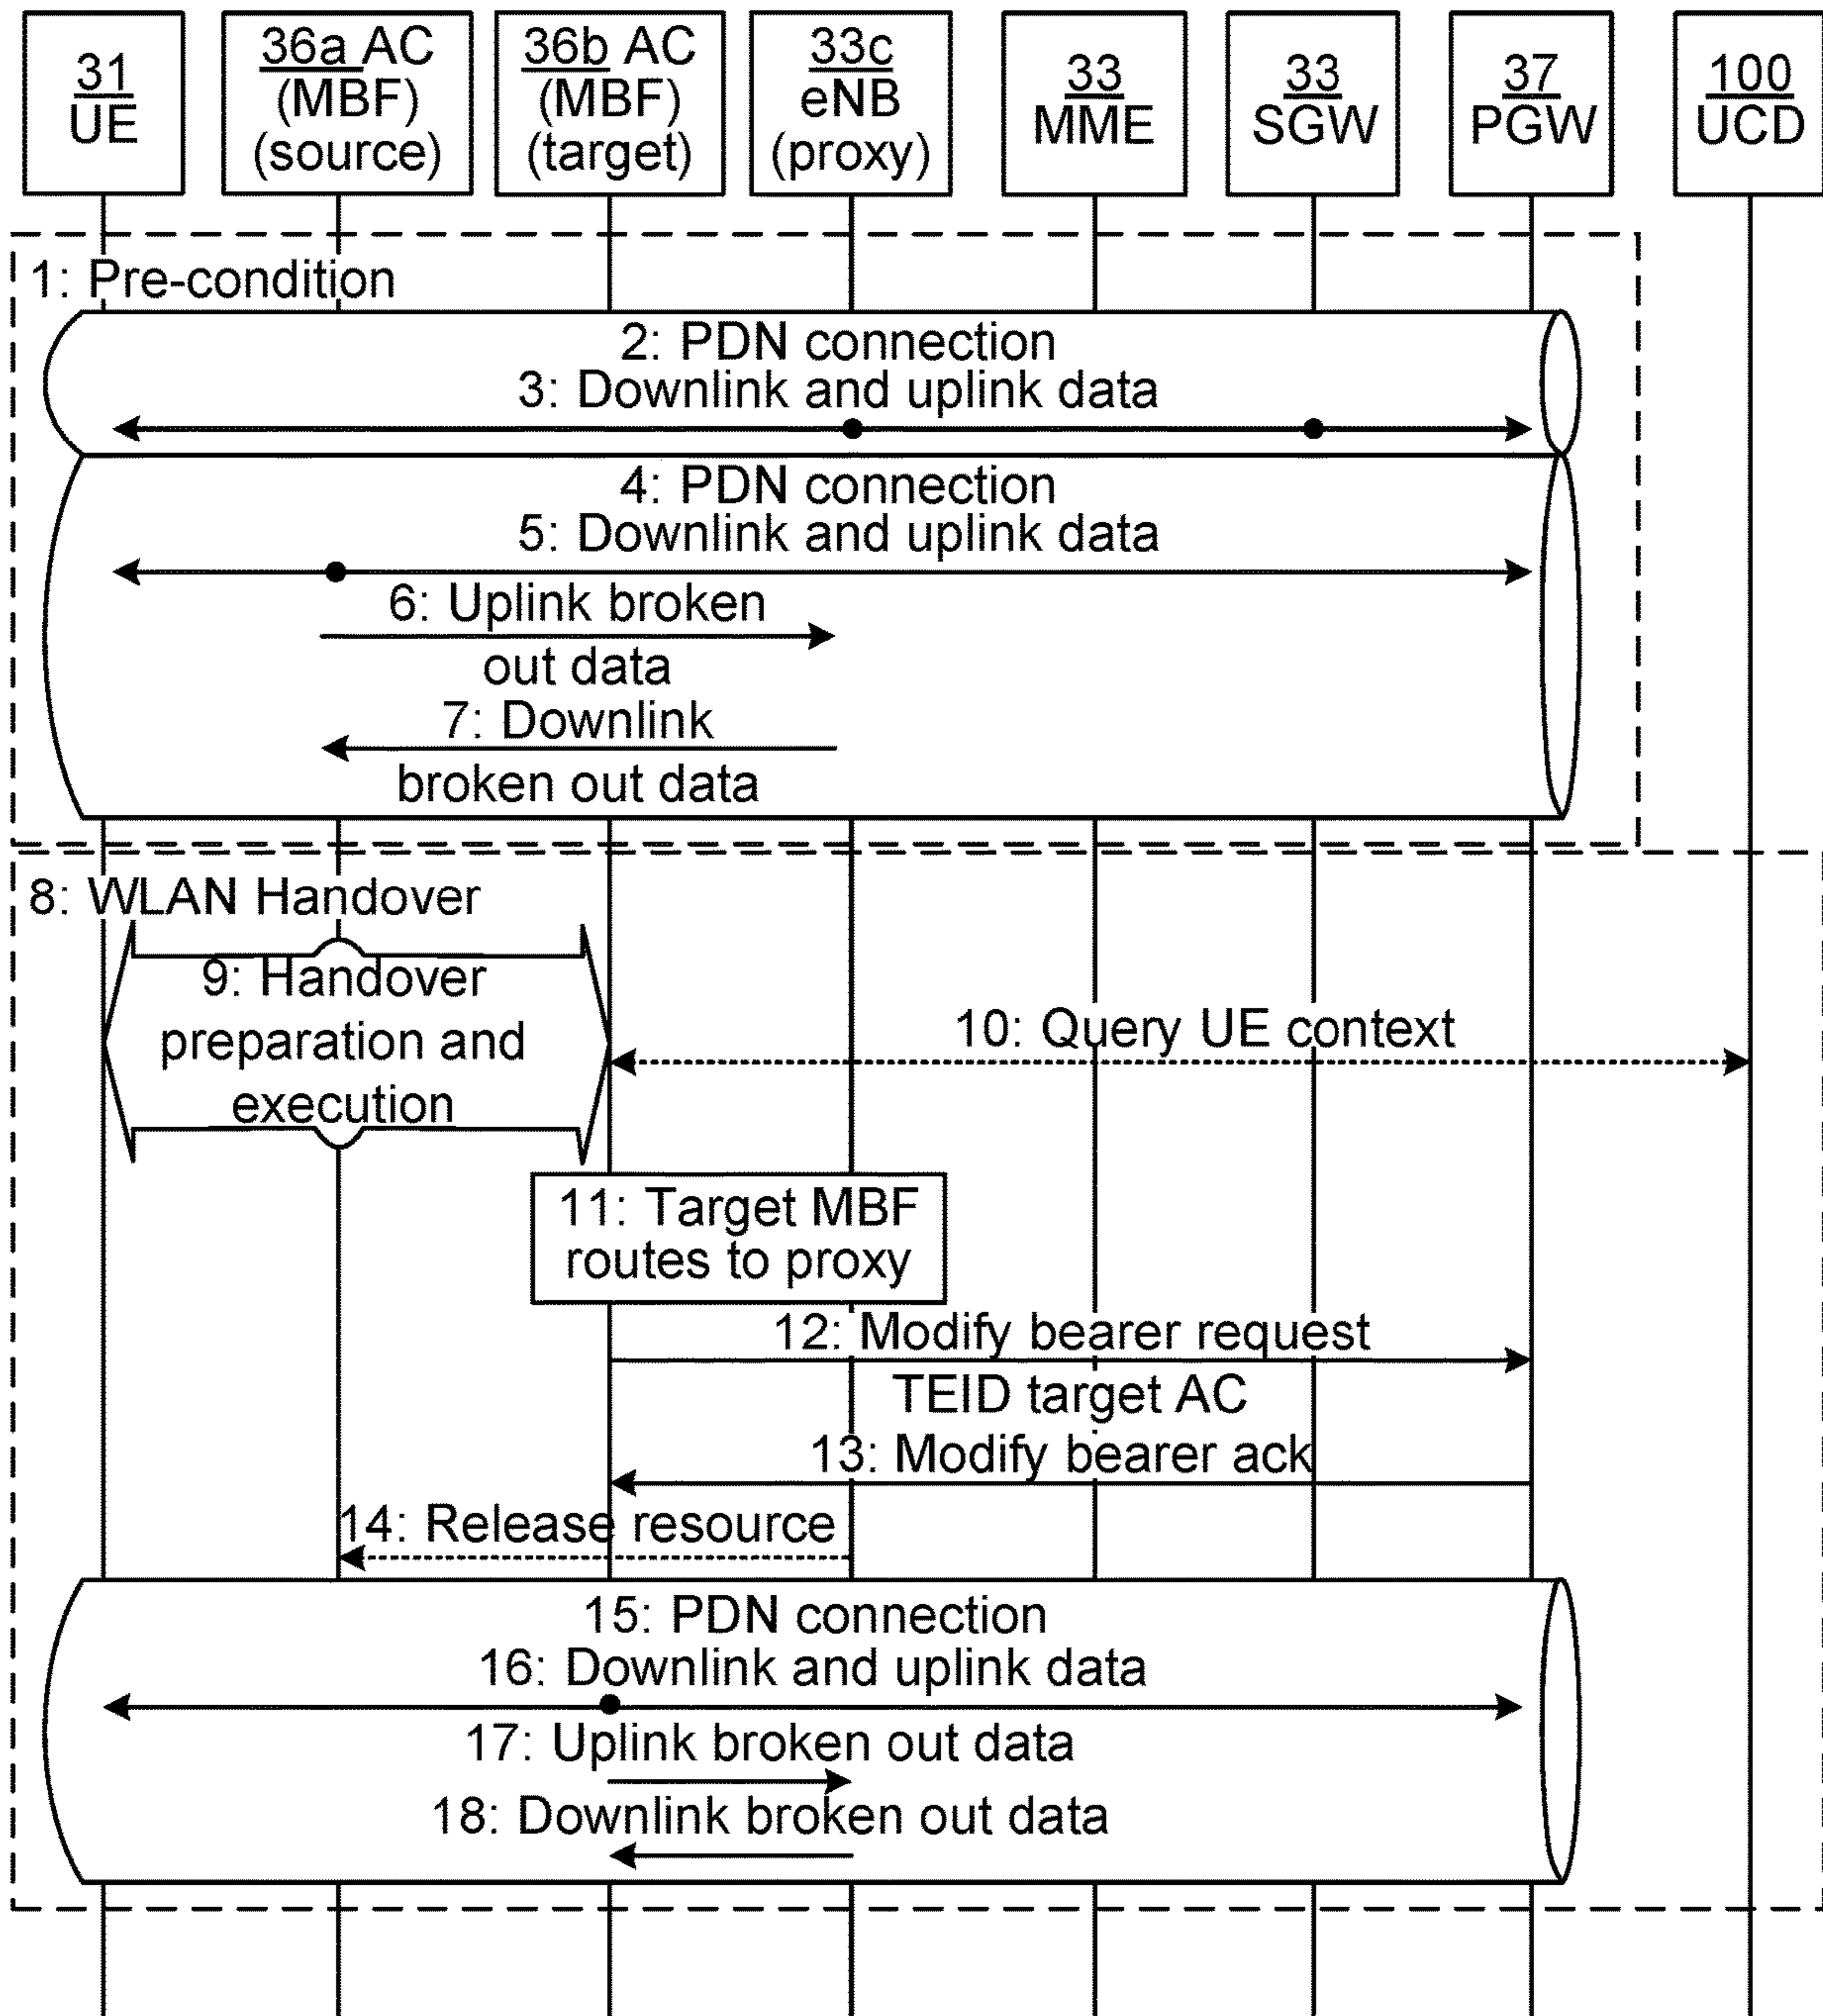 31
UE
36a AC
(MBF)
(source)
36b AC
(MBF)
(target)
33c
eNB
(proxy)
33
MME
33
SGW
37
PGW
100
UCD
1: Pre-condition
2: PDN connection
3: Downlink and uplink data
4: PDN connection
5: Downlink and uplink data
6: Uplink broken
out data
7: Downlink
broken out data
8: WLAN Handover
9: Handover
preparation and
execution
10: Query UE context
11: Target MBF
routes to proxy
12: Modify bearer request
TEID target AC
13: Modify bearer ack
14: Release resource
15: PDN connection
16: Downlink and uplink data
17: Uplink broken out data
18: Downlink broken out data